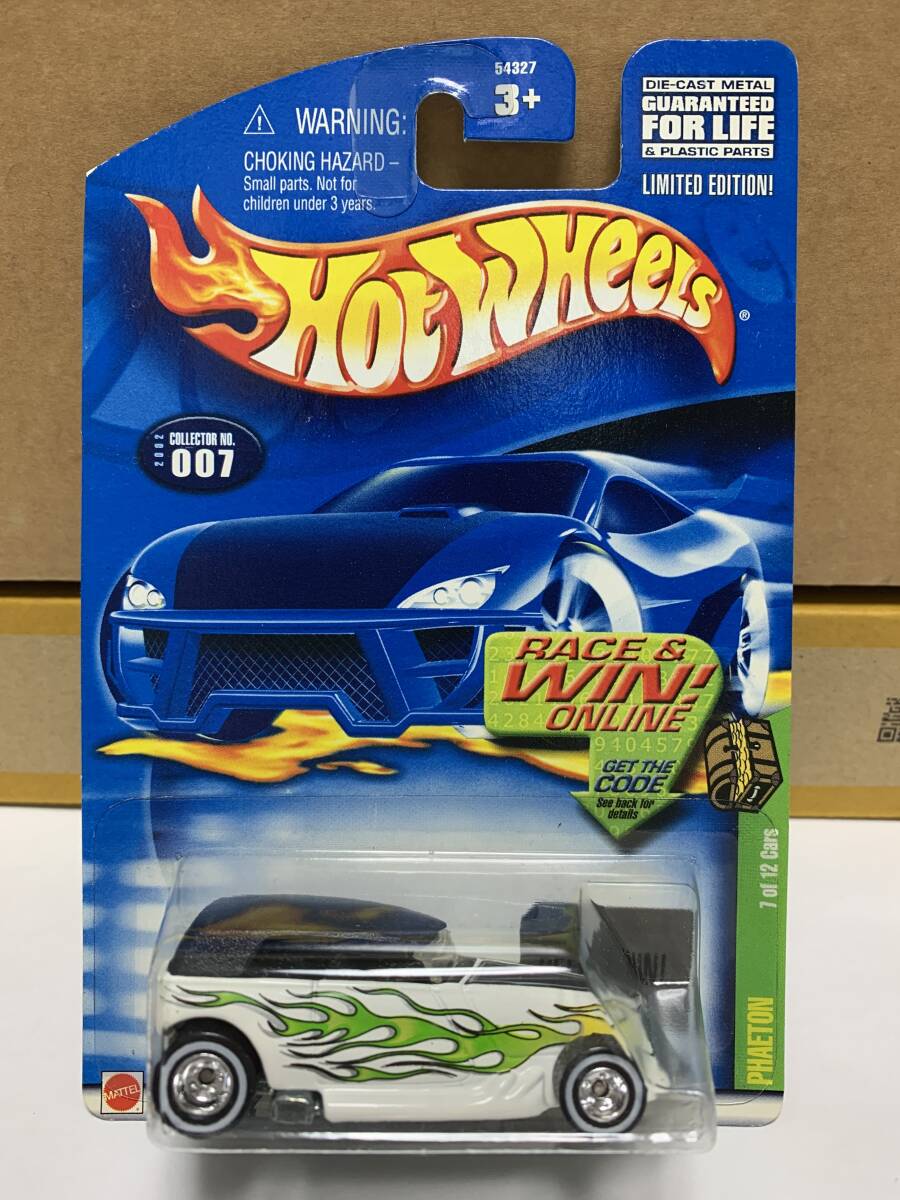 54327
3+
WARNING:
CHOKING HAZARD –
Small parts. Not for
children under 3 years.
DIE-CAST METAL
GUARANTEED
FOR LIFE
& PLASTIC PARTS
LIMITED EDITION!
HOT WHEELS®
2002
COLLECTOR NO.
007
RACE &
WIN!
ONLINE
GET THE
CODE
See back for
details
7 of 12 Cars
PHAETON
MATTEL